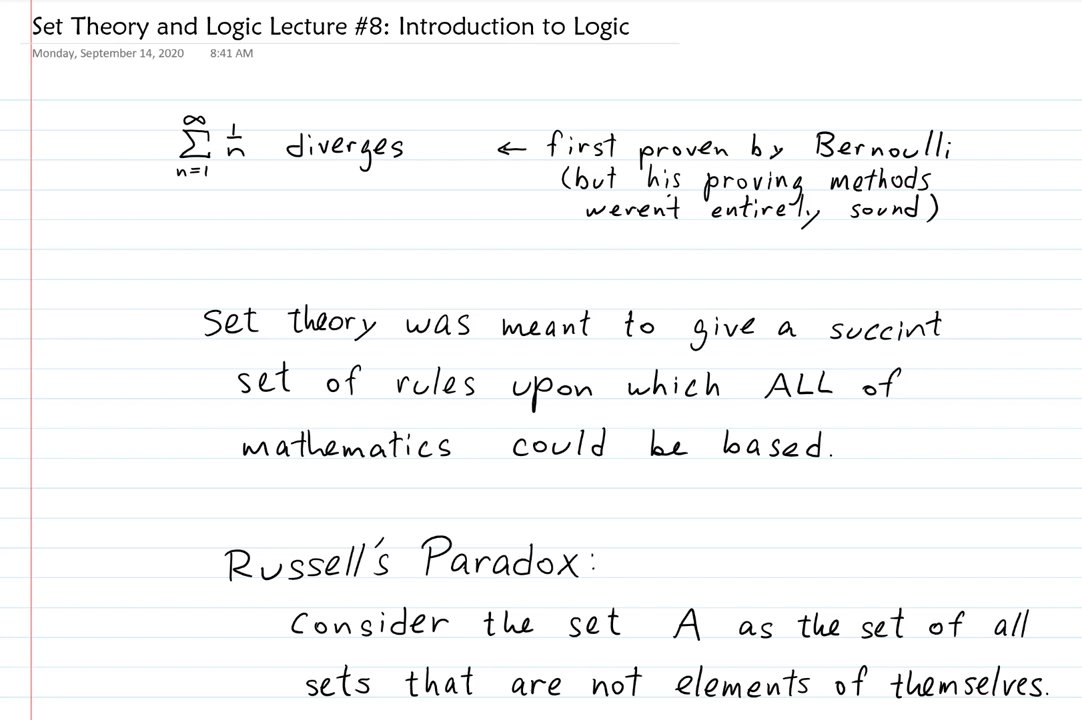 Set Theory and Logic Lecture #8: Introduction to Logic
Monday, September 14, 2020 8:41 AM
∞
∑ 1/n diverges ← first proven by Bernoulli
n=1
(but his proving methods
weren't entirely sound)
Set theory was meant to give a succint
set of rules upon which ALL of
mathematics could be based.
Russell's Paradox:
Consider the set A as the set of all
sets that are not elements of themselves.